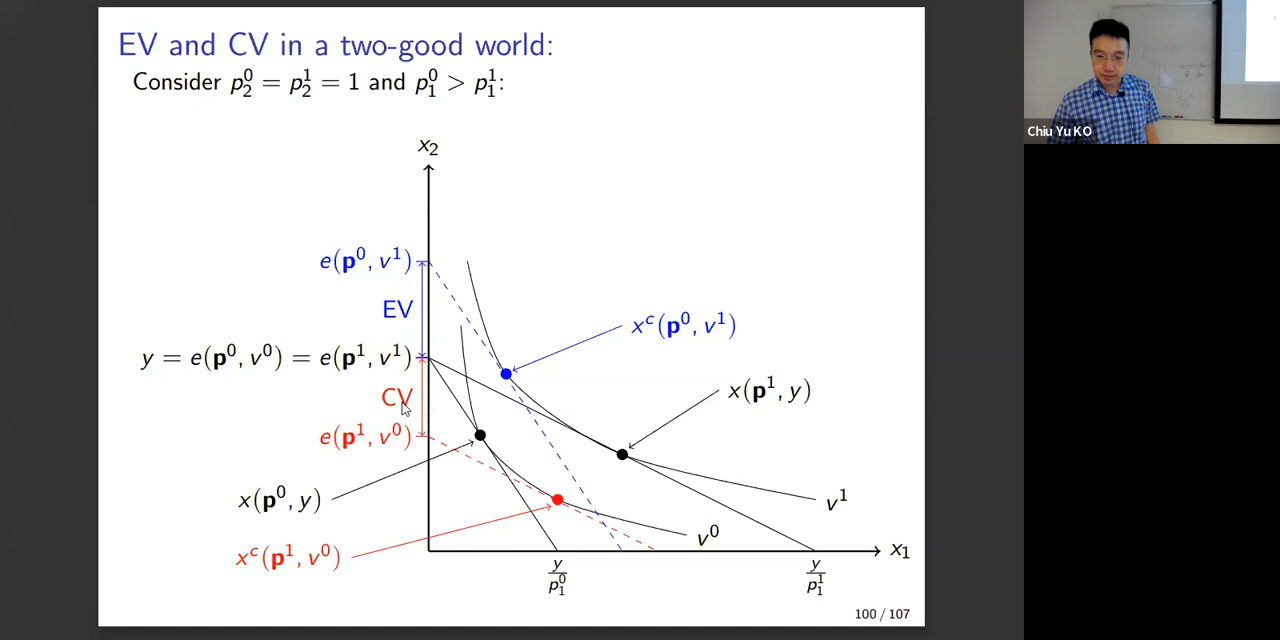 EV and CV in a two-good world:
Consider p₂⁰ = p₂¹ = 1 and p₁⁰ > p₁¹:
x₂
e(𝐩⁰, v¹)
EV
xᶜ(𝐩⁰, v¹)
y = e(𝐩⁰, v⁰) = e(𝐩¹, v¹)
x(𝐩¹, y)
CV
e(𝐩¹, v⁰)
x(𝐩⁰, y)
v¹
v⁰
xᶜ(𝐩¹, v⁰)
x₁
y/p₁⁰
y/p₁¹
100 / 107
Chiu Yu KO